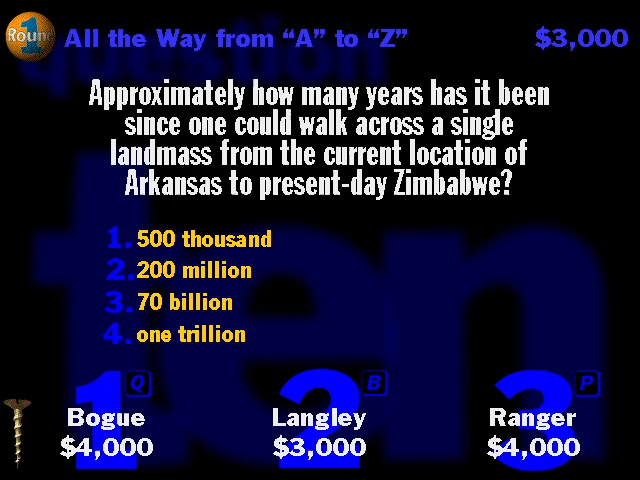 Round 1
All the Way from “A” to “Z”
$3,000
question
Approximately how many years has it been
since one could walk across a single
landmass from the current location of
Arkansas to present-day Zimbabwe?
1. 500 thousand
2. 200 million
3. 70 billion
4. one trillion
ten
1 Q
2 B
3 P
Bogue
Langley
Ranger
$4,000
$3,000
$4,000